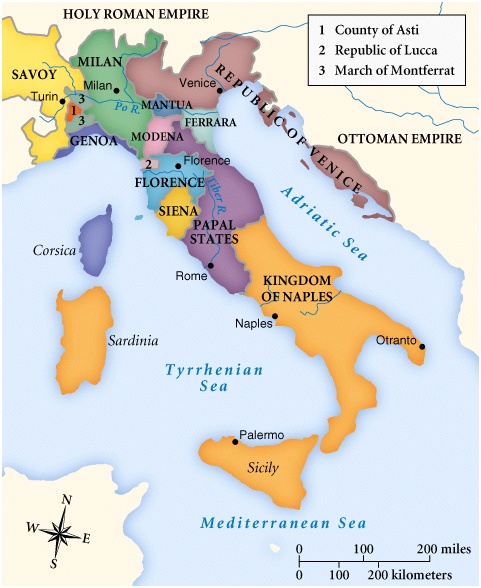 HOLY ROMAN EMPIRE
1 County of Asti
2 Republic of Lucca
3 March of Montferrat
SAVOY
MILAN
Milan
Venice
Turin
3
1
3
Po R.
MANTUA
REPUBLIC OF VENICE
FERRARA
MODENA
GENOA
OTTOMAN EMPIRE
2
Florence
FLORENCE
Tiber R.
SIENA
PAPAL
STATES
Adriatic Sea
Corsica
Rome
KINGDOM
OF NAPLES
Naples
Otranto
Sardinia
Tyrrhenian
Sea
Palermo
Sicily
Mediterranean Sea
N
W
E
S
0 100 200 miles
0 100 200 kilometers